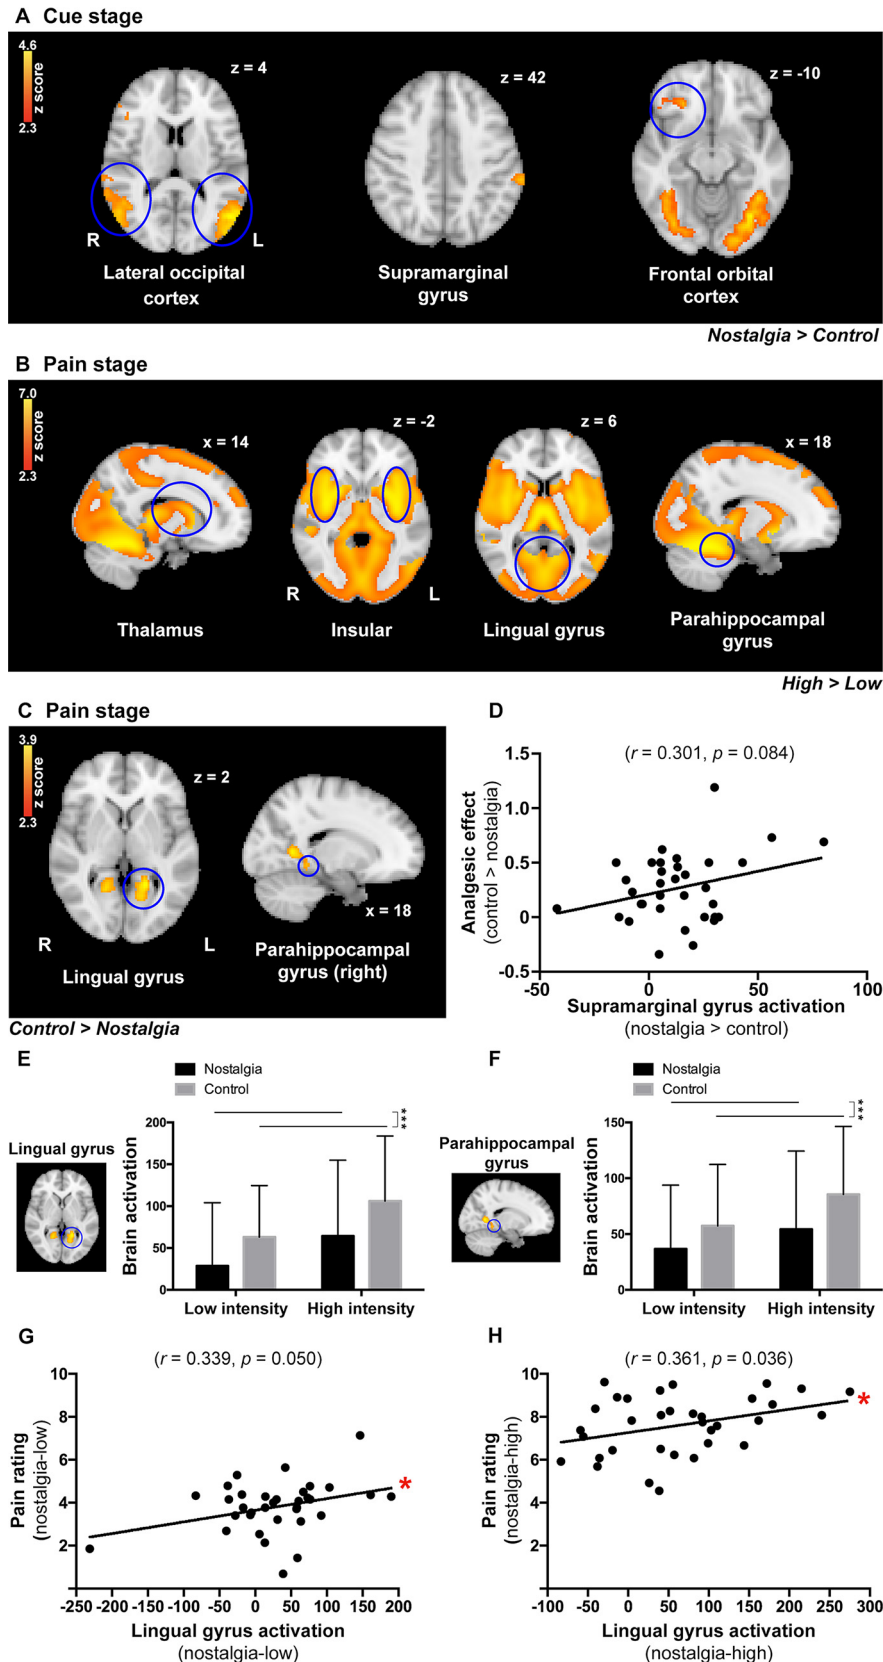 A Cue stage
4.6
z score
2.3
z = 4
z = 42
z = -10
R
L
Lateral occipital
cortex
Supramarginal
gyrus
Frontal orbital
cortex
Nostalgia > Control
B Pain stage
7.0
z score
2.3
x = 14
z = -2
z = 6
x = 18
R
L
Thalamus
Insular
Lingual gyrus
Parahippocampal
gyrus
High > Low
C Pain stage
3.9
z score
2.3
z = 2
x = 18
R
L
Lingual gyrus
Parahippocampal
gyrus (right)
Control > Nostalgia
D
(r = 0.301, p = 0.084)
Analgesic effect
(control > nostalgia)
1.5
1.0
0.5
0
-0.5
-50
0
50
100
Supramarginal gyrus activation
(nostalgia > control)
E
Nostalgia
Control
Lingual gyrus
Brain activation
200
150
100
50
0
***
Low intensity
High intensity
F
Nostalgia
Control
Parahippocampal
gyrus
Brain activation
150
100
50
0
***
Low intensity
High intensity
G
(r = 0.339, p = 0.050)
Pain rating
(nostalgia-low)
10
8
6
4
2
*
-250 -200 -150 -100 -50 0 50 100 150 200
Lingual gyrus activation
(nostalgia-low)
H
(r = 0.361, p = 0.036)
Pain rating
(nostalgia-high)
10
8
6
4
2
*
-100 -50 0 50 100 150 200 250 300
Lingual gyrus activation
(nostalgia-high)